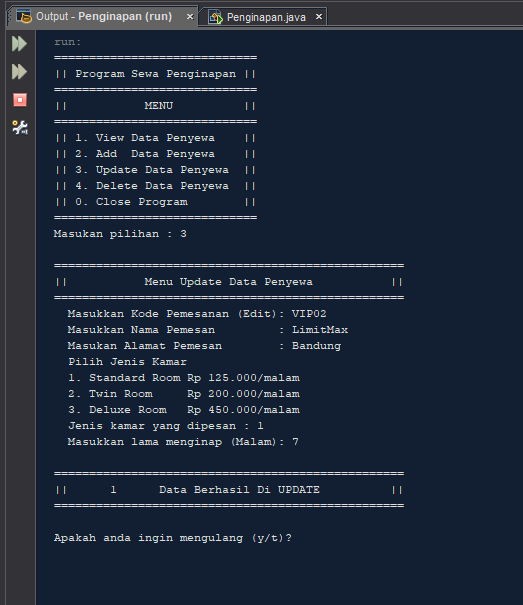 Output - Penginapan (run) ×
Penginapan.java ×
run:
=============================
|| Program Sewa Penginapan ||
=============================
||           MENU          ||
=============================
|| 1. View Data Penyewa    ||
|| 2. Add  Data Penyewa    ||
|| 3. Update Data Penyewa  ||
|| 4. Delete Data Penyewa  ||
|| 0. Close Program        ||
=============================
Masukan pilihan : 3
==================================================
||           Menu Update Data Penyewa           ||
==================================================
Masukkan Kode Pemesanan (Edit): VIP02
Masukkan Nama Pemesan         : LimitMax
Masukan Alamat Pemesan        : Bandung
Pilih Jenis Kamar
1. Standard Room Rp 125.000/malam
2. Twin Room     Rp 200.000/malam
3. Deluxe Room   Rp 450.000/malam
Jenis kamar yang dipesan : 1
Masukkan lama menginap (Malam): 7
==================================================
||      1      Data Berhasil Di UPDATE          ||
==================================================
Apakah anda ingin mengulang (y/t)?